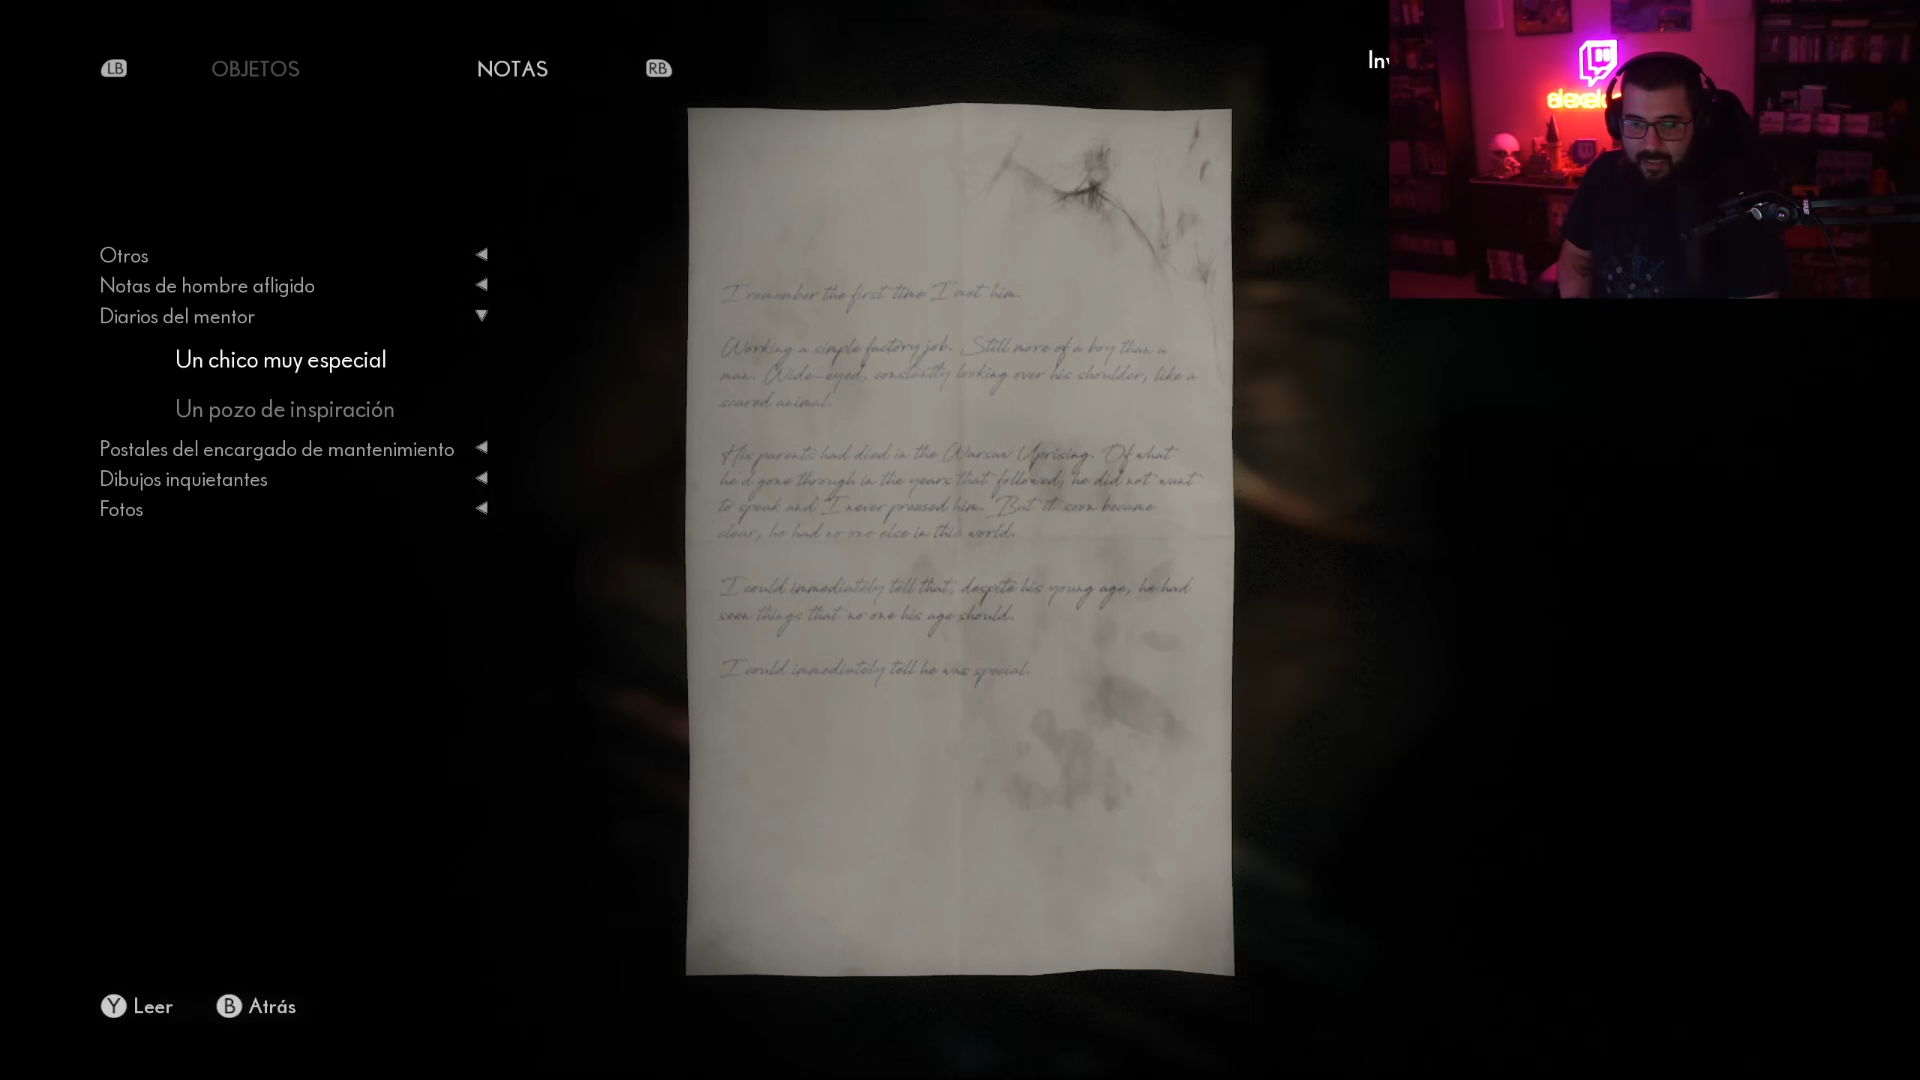 LB
OBJETOS
NOTAS
RB
Inv
Otros
Notas de hombre afligido
Diarios del mentor
Un chico muy especial
Un pozo de inspiración
Postales del encargado de mantenimiento
Dibujos inquietantes
Fotos
I remember the first time I met him.
Working a simple factory job. Still more of a boy than a
man. Wide-eyed, constantly looking over his shoulder, like a
scared animal.
His parents had died in the Warsaw Uprising. Of what
he'd gone through in the years that followed, he did not want
to speak and I never pressed him. But it soon became
clear, he had no one else in this world.
I could immediately tell that, despite his young age, he had
seen things that no one his age should.
I could immediately tell he was special.
Y Leer
B Atrás